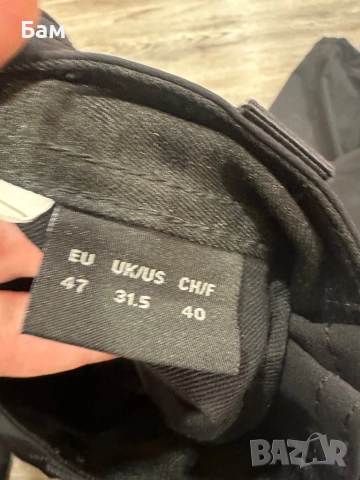 Бам
EU UK/US CH/F
47 31.5 40
BAZAR